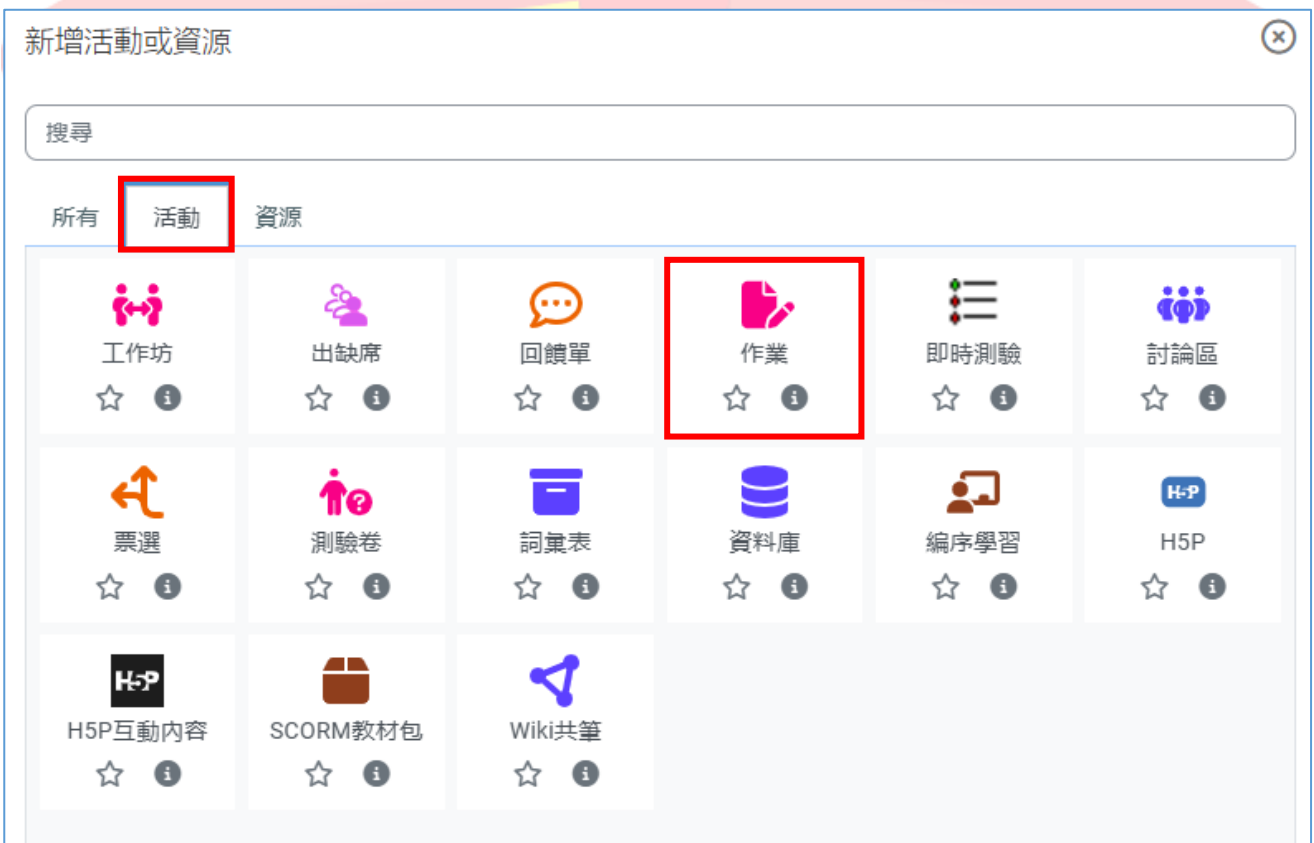 新增活動或資源
搜尋
所有 活動 資源
工作坊 出缺席 回饋單 作業 即時測驗 討論區
票選 測驗卷 詞彙表 資料庫 編序學習 H5P
H5P
H5P
H5P互動內容 SCORM教材包 Wiki共筆